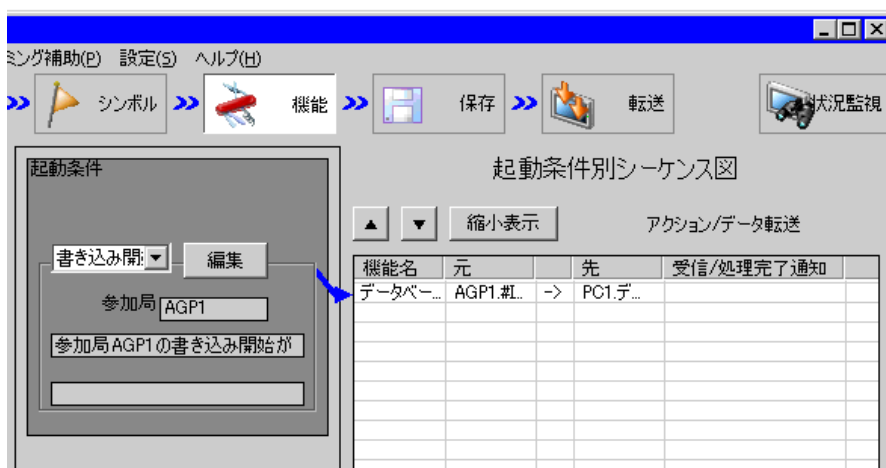 ミング補助(P) 設定(S) ヘルプ(H)
シンボル 機能 保存 転送 状況監視
起動条件
書き込み開 編集
参加局 AGP1
参加局AGP1の書き込み開始が
起動条件別シーケンス図
縮小表示 アクション/データ転送
機能名 元 先 受信/処理完了通知
データベー... AGP1.#I... -> PC1.デ...